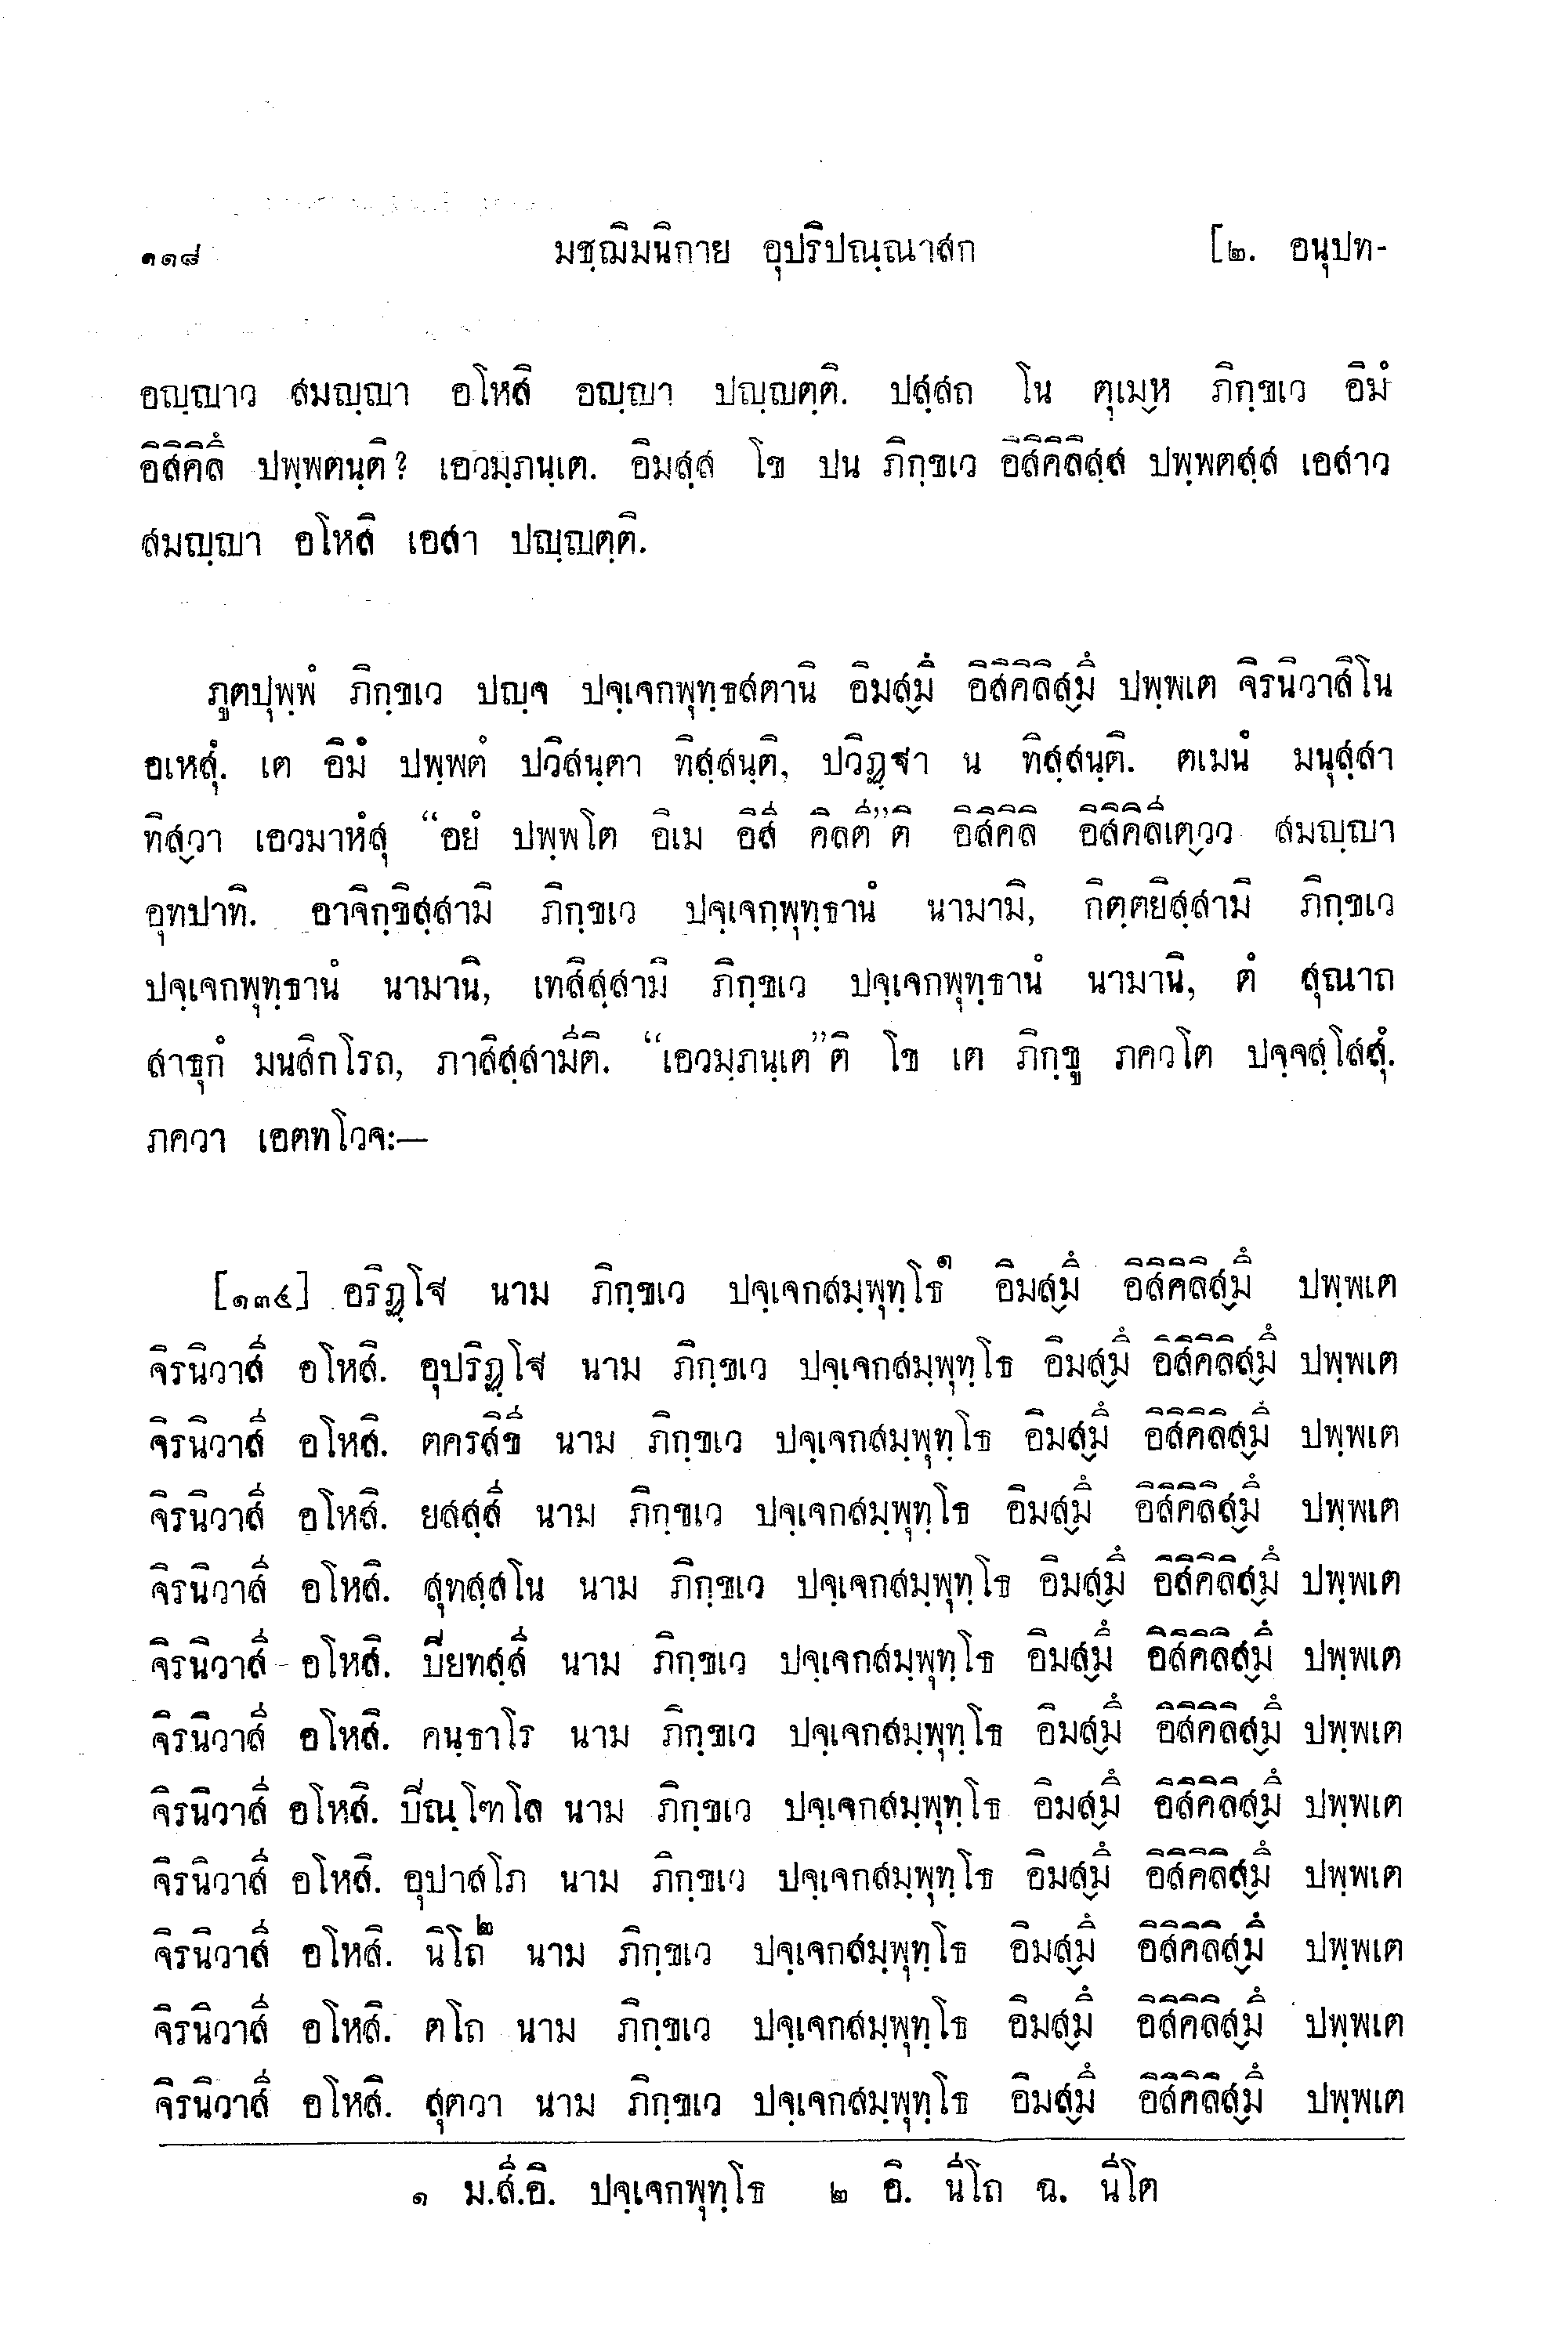 ๑๑๘ มชฺฌิมนิกาย อุปริปณฺณาสก [๒. อนุปท-
อญฺญาว สมญฺญา อโหสิ อญฺญา ปญฺญตฺติ. ปสฺสถ โน ตุเมฺห ภิกฺขเว อิมํ
อิสิคิลึ ปพฺพตนฺติ? เอวมฺภนฺเต. อิมสฺส โข ปน ภิกฺขเว อิสิคิลิสฺส ปพฺพตสฺส เอสาว
สมญฺญา อโหสิ เอสา ปญฺญตฺติ.
ภูตปุพฺพํ ภิกฺขเว ปญฺจ ปจฺเจกพุทฺธสตานิ อิมสฺมึ อิสิคิลิสฺมึ ปพฺพเต จิรนิวาสิโน
อเหสุํ. เต อิมํ ปพฺพตํ ปวิสนฺตา ทิสฺสนฺติ, ปวิฏฺฐา น ทิสฺสนฺติ. ตเมนํ มนุสฺสา
ทิสฺวา เอวมาหํสุ “อยํ ปพฺพโต อิเม อิสี คิลตี”ติ อิสิคิลิ อิสิคิลีเตฺวว สมญฺญา
อุทปาทิ. อาจิกฺขิสฺสามิ ภิกฺขเว ปจฺเจกฺพุทฺธานํ นามามิ, กิตฺตยิสฺสามิ ภิกฺขเว
ปจฺเจกพุทฺธานํ นามานิ, เทสิสฺสามิ ภิกฺขเว ปจฺเจกพุทฺธานํ นามานิ, ตํ สุณาถ
สาธุกํ มนสิกโรถ, ภาสิสฺสามีติ. “เอวมฺภนฺเต”ติ โข เต ภิกฺขู ภควโต ปจฺจสฺโสสุํ.
ภควา เอตทโวจ:—
[๑๓๔] อริฏฺโฐ นาม ภิกฺขเว ปจฺเจกสมฺพุทฺโธ๑ อิมสฺมึ อิสิคิลิสฺมึ ปพฺพเต
จิรนิวาสี อโหสิ. อุปริฏฺโฐ นาม ภิกฺขเว ปจฺเจกสมฺพุทฺโธ อิมสฺมึ อิสิคิลิสฺมึ ปพฺพเต
จิรนิวาสี อโหสิ. ตครสิขี นาม ภิกฺขเว ปจฺเจกสมฺพุทฺโธ อิมสฺมึ อิสิคิลิสฺมึ ปพฺพเต
จิรนิวาสี อโหสิ. ยสสฺสี นาม ภิกฺขเว ปจฺเจกสมฺพุทฺโธ อิมสฺมึ อิสิคิลิสฺมึ ปพฺพเต
จิรนิวาสี อโหสิ. สุทสฺสโน นาม ภิกฺขเว ปจฺเจกสมฺพุทฺโธ อิมสฺมึ อิสิคิลิสฺมึ ปพฺพเต
จิรนิวาสี อโหสิ. ปิยทสฺสี นาม ภิกฺขเว ปจฺเจกสมฺพุทฺโธ อิมสฺมึ อิสิคิลิสฺมึ ปพฺพเต
จิรนิวาสี อโหสิ. คนฺธาโร นาม ภิกฺขเว ปจฺเจกสมฺพุทฺโธ อิมสฺมึ อิสิคิลิสฺมึ ปพฺพเต
จิรนิวาสี อโหสิ. ปิณฺโฑโล นาม ภิกฺขเว ปจฺเจกสมฺพุทฺโธ อิมสฺมึ อิสิคิลิสฺมึ ปพฺพเต
จิรนิวาสี อโหสิ. อุปาสโภ นาม ภิกฺขเว ปจฺเจกสมฺพุทฺโธ อิมสฺมึ อิสิคิลิสฺมึ ปพฺพเต
จิรนิวาสี อโหสิ. นิโถ๒ นาม ภิกฺขเว ปจฺเจกสมฺพุทฺโธ อิมสฺมึ อิสิคิลิสฺมึ ปพฺพเต
จิรนิวาสี อโหสิ. ตโถ นาม ภิกฺขเว ปจฺเจกสมฺพุทฺโธ อิมสฺมึ อิสิคิลิสฺมึ ปพฺพเต
จิรนิวาสี อโหสิ. สุตวา นาม ภิกฺขเว ปจฺเจกสมฺพุทฺโธ อิมสฺมึ อิสิคิลิสฺมึ ปพฺพเต
๑ ม.สี.อิ. ปจฺเจกพุทฺโธ ๒ อิ. นีโถ ฉ. นีโต